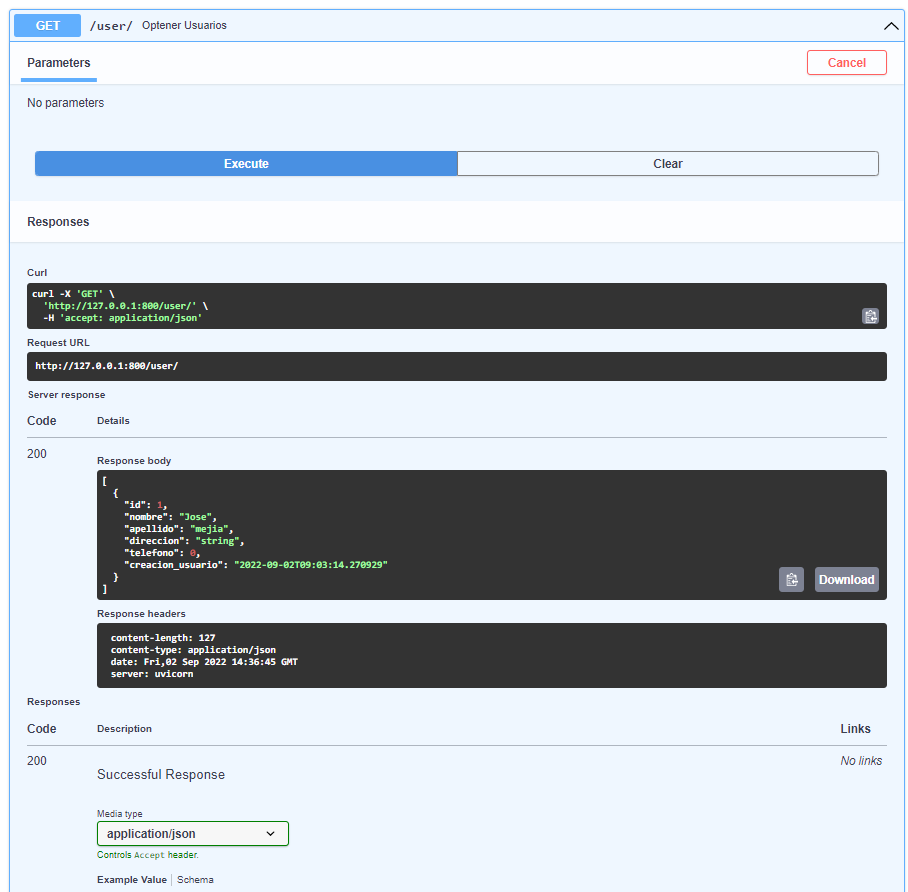 GET /user/ Optener Usuarios
Parameters Cancel
No parameters
Execute Clear
Responses
Curl
curl -X 'GET' \
  'http://127.0.0.1:800/user/' \
  -H 'accept: application/json'
Request URL
http://127.0.0.1:800/user/
Server response
Code Details
200
Response body
[
  {
    "id": 1,
    "nombre": "Jose",
    "apellido": "mejia",
    "direccion": "string",
    "telefono": 0,
    "creacion_usuario": "2022-09-02T09:03:14.270929"
  }
]
Download
Response headers
content-length: 127
content-type: application/json
date: Fri,02 Sep 2022 14:36:45 GMT
server: uvicorn
Responses
Code Description Links
200 No links
Successful Response
Media type
application/json
Controls Accept header.
Example Value Schema